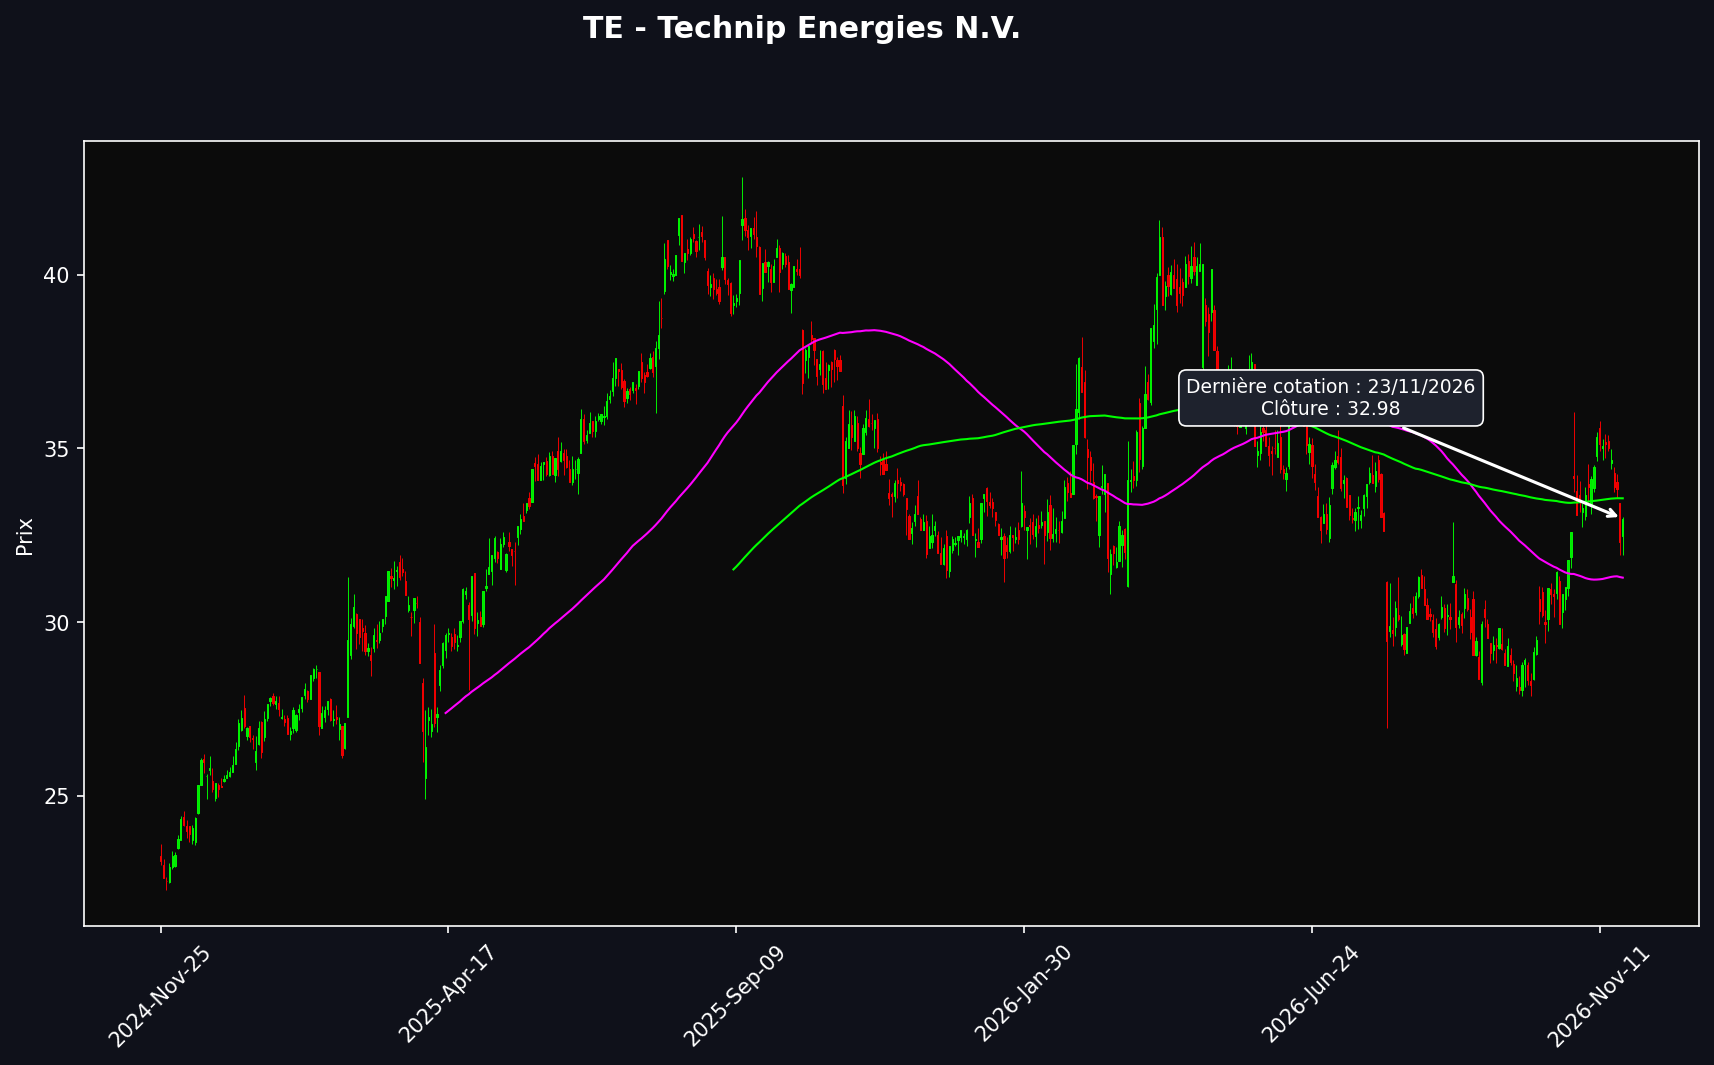 TE - Technip Energies N.V.
Prix
40
35
30
25
Dernière cotation : 23/11/2026
Clôture : 32.98
2024-Nov-25
2025-Apr-17
2025-Sep-09
2026-Jan-30
2026-Jun-24
2026-Nov-11